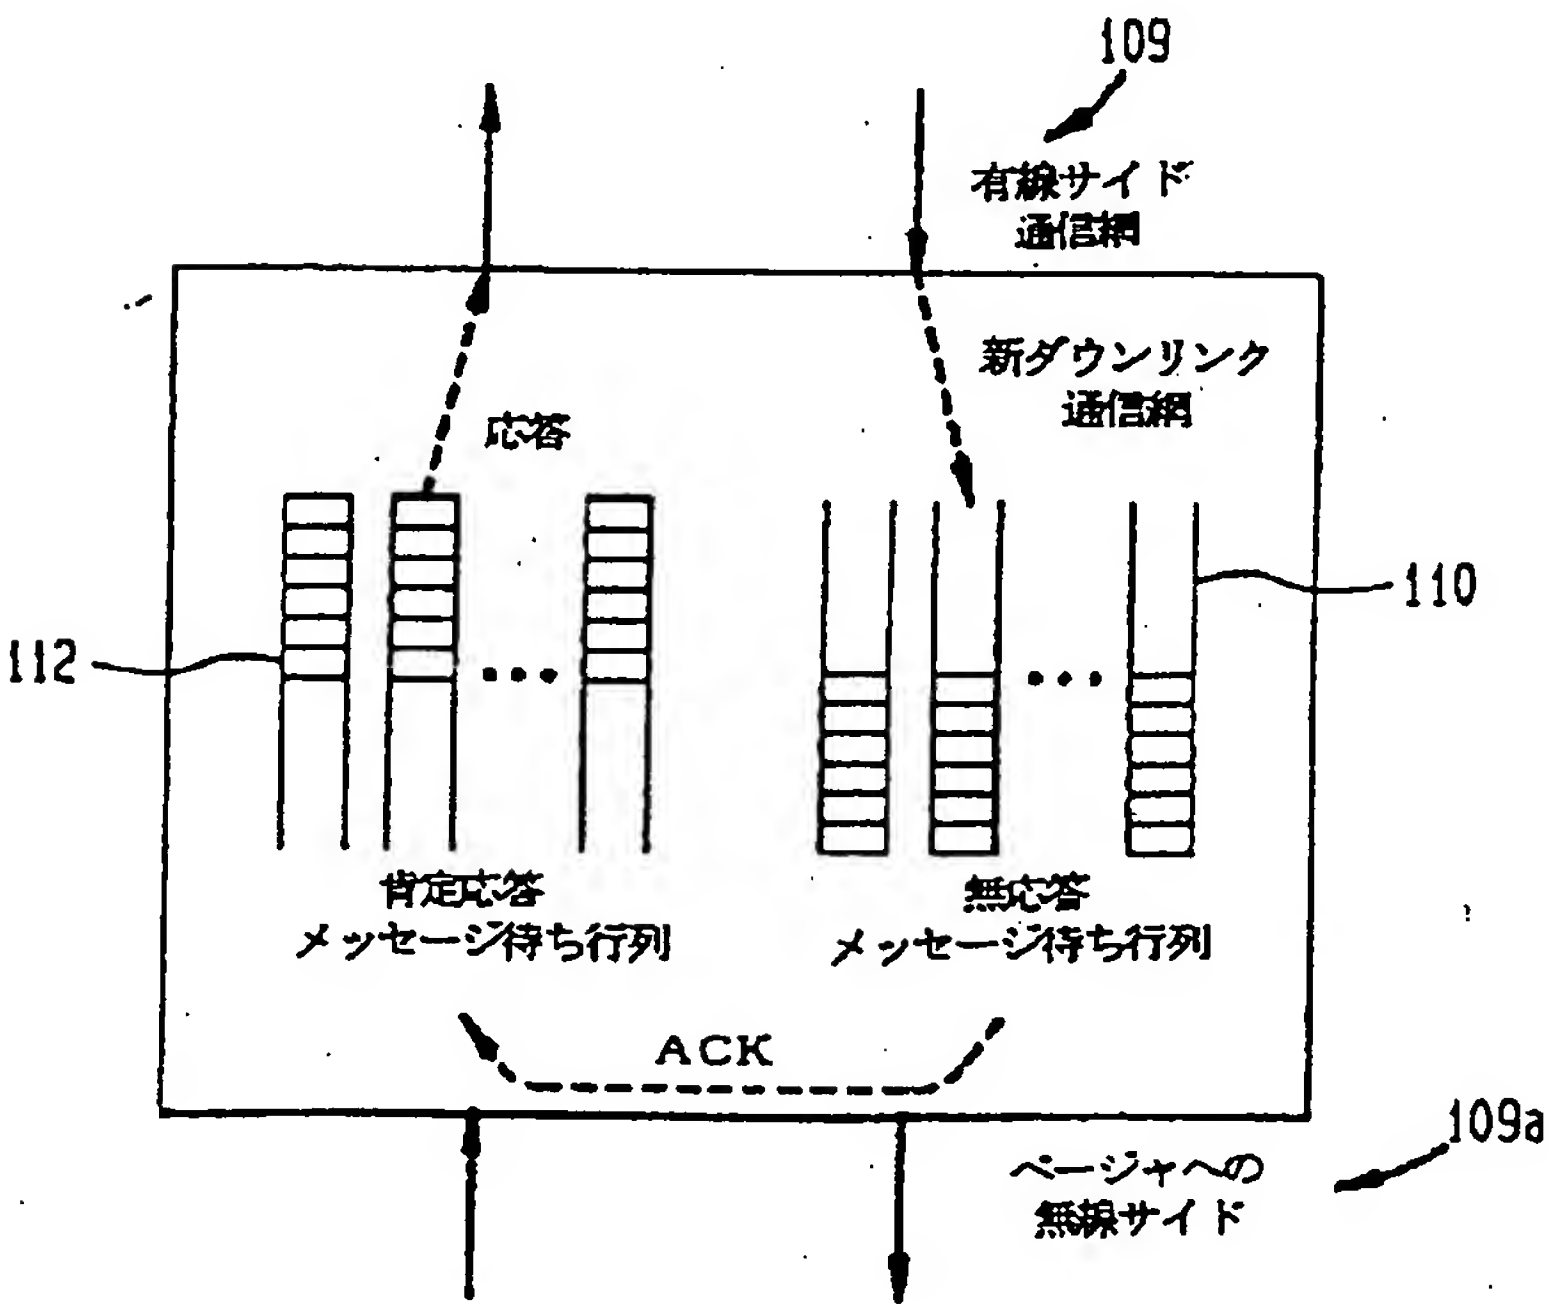 109
有線サイド
通信網
新ダウンリンク
通信網
応答
110
112
肯定応答
メッセージ待ち行列
無応答
メッセージ待ち行列
ACK
109a
ページャへの
無線サイド